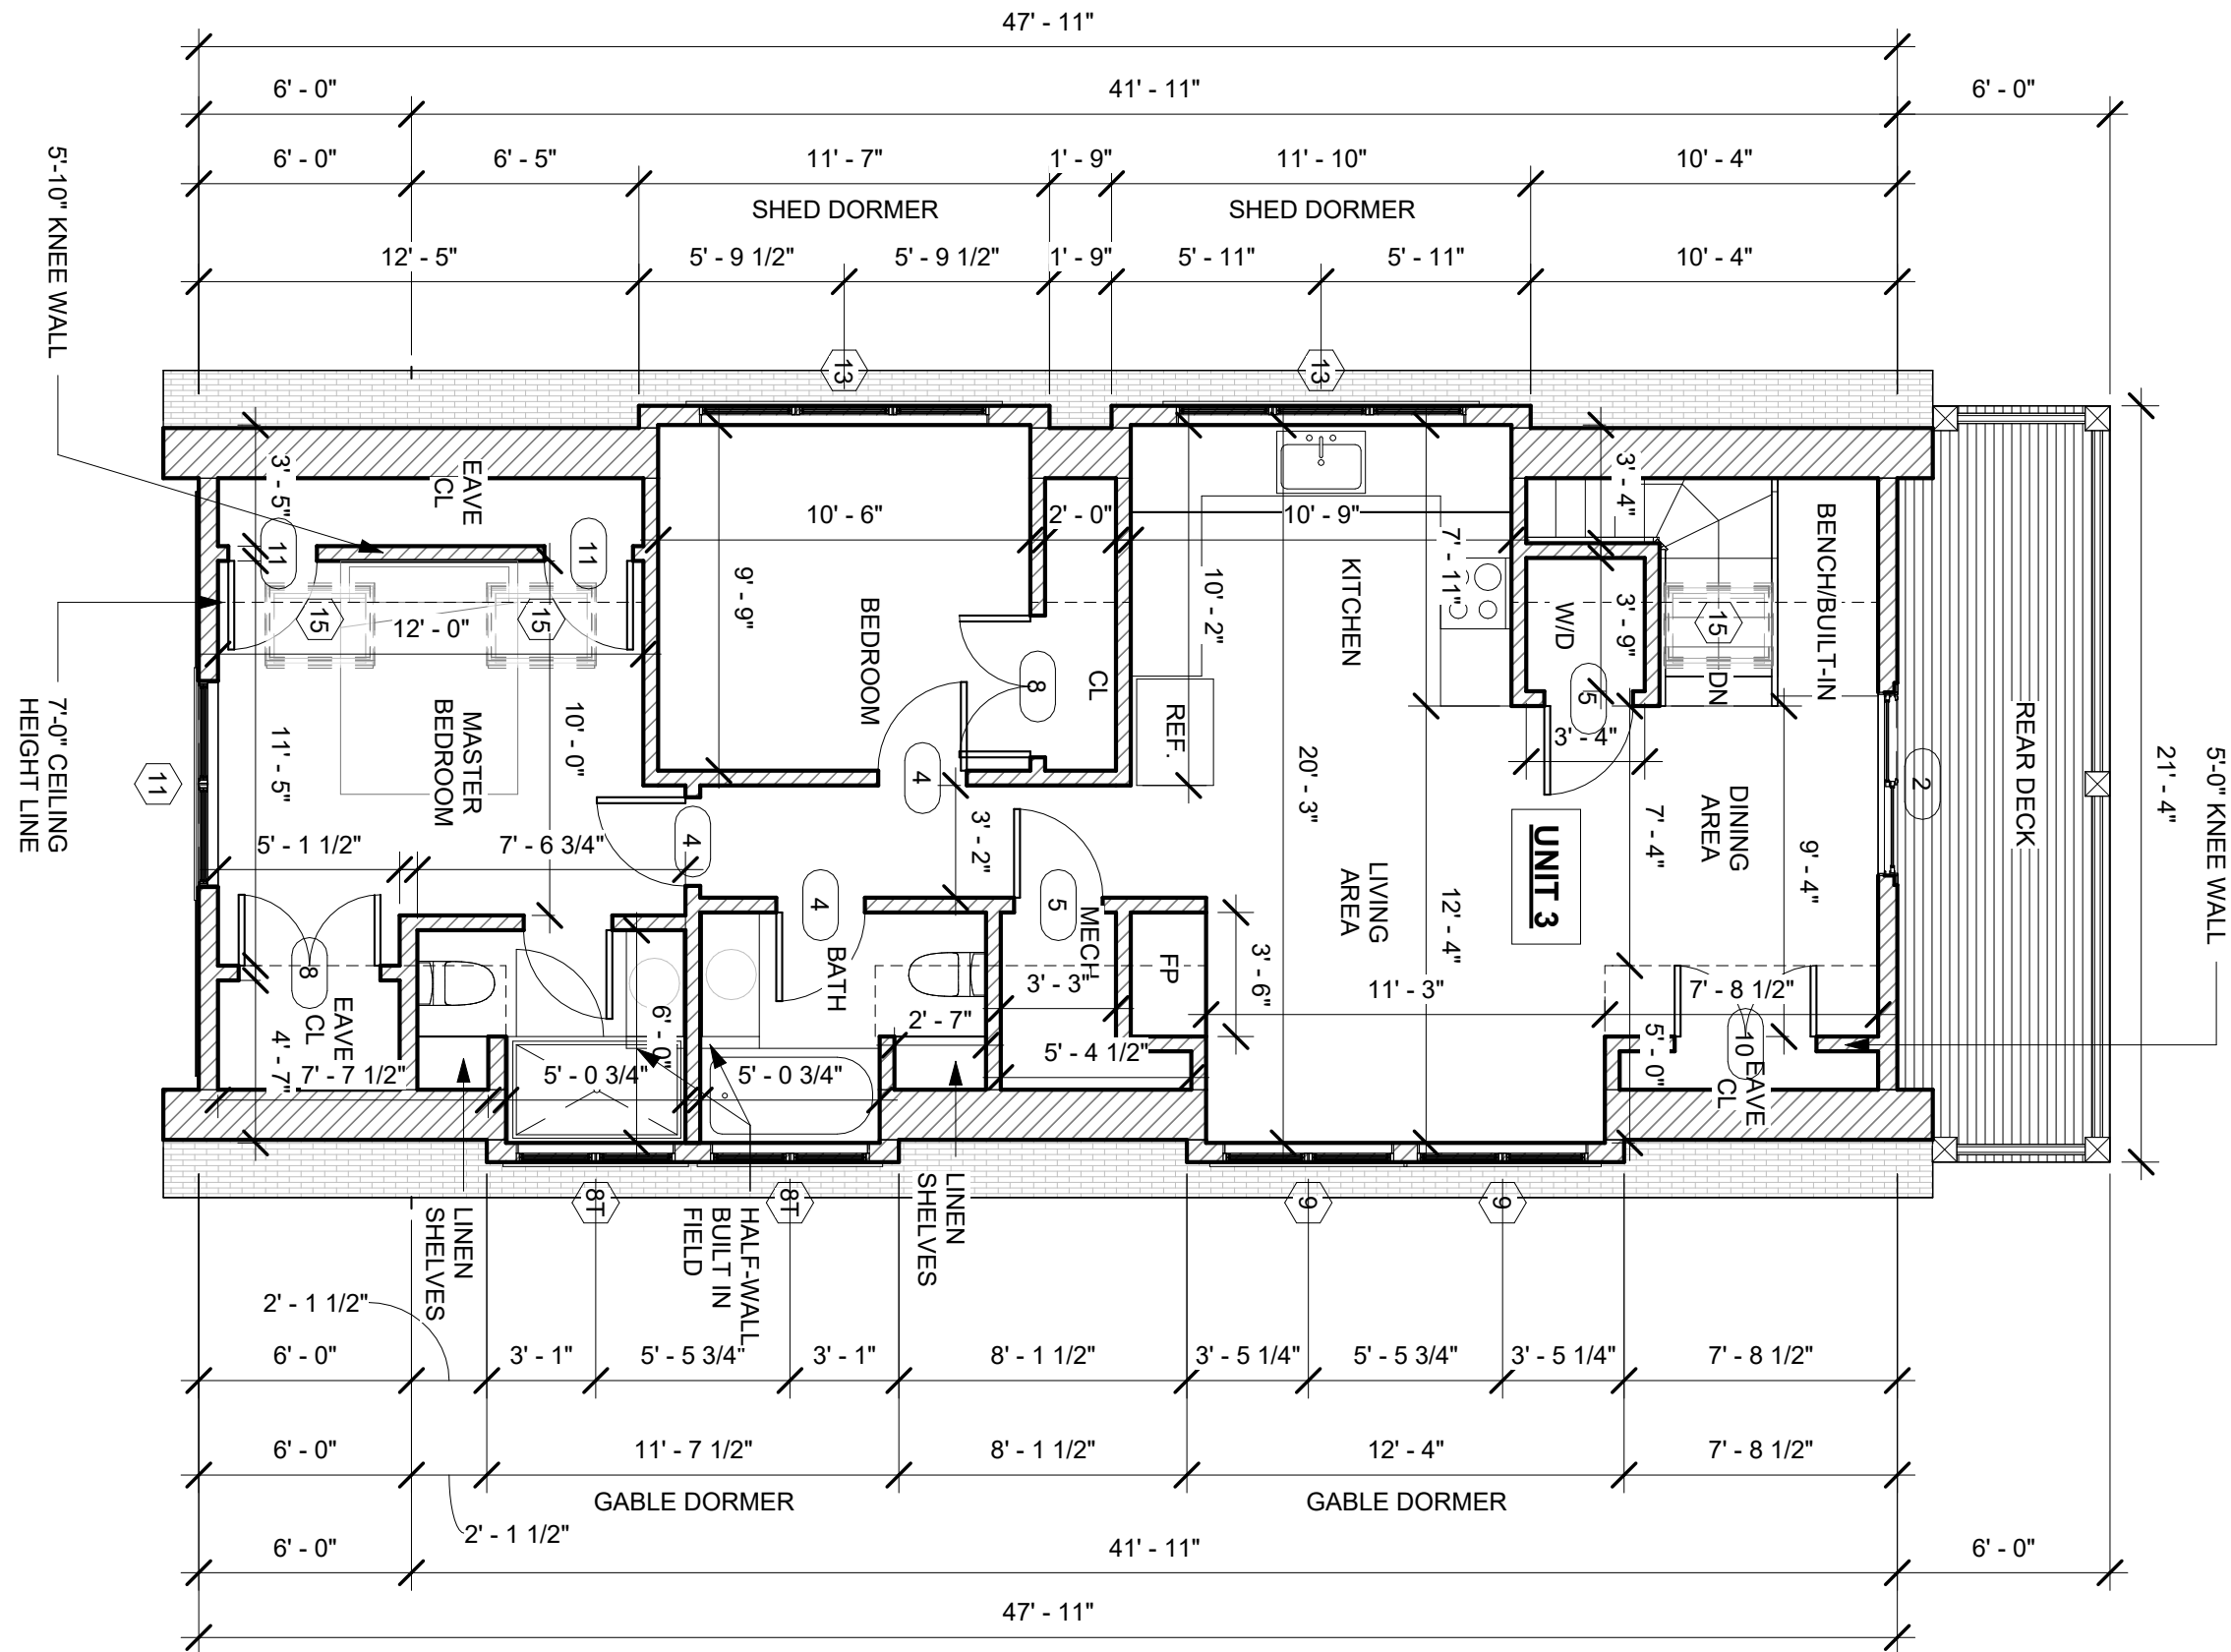 47' - 11"
6' - 0"
41' - 11"
6' - 0"
6' - 0"
6' - 5"
11' - 7"
1' - 9"
11' - 10"
10' - 4"
SHED DORMER
SHED DORMER
12' - 5"
5' - 9 1/2"
5' - 9 1/2"
1' - 9"
5' - 11"
5' - 11"
10' - 4"
5'-10" KNEE WALL
13
13
3' - 5"
EAVE
CL
11
11
15
15
12' - 0"
10' - 6"
2' - 0"
10' - 9"
7' - 11"
3' - 4"
BENCH/BUILT-IN
9' - 9"
BEDROOM
10' - 2"
KITCHEN
W/D
3' - 9"
15
DN
CL
8
REF.
5
3' - 4"
REAR DECK
2
21' - 4"
5'-0" KNEE WALL
7'-0" CEILING
HEIGHT LINE
11
11' - 5"
MASTER
BEDROOM
10' - 0"
5' - 1 1/2"
7' - 6 3/4"
4
4
3' - 2"
20' - 3"
UNIT 3
7' - 4"
DINING
AREA
9' - 4"
4
5
MECH
LIVING
AREA
12' - 4"
8
EAVE
CL
BATH
3' - 3"
FP
3' - 6"
11' - 3"
7' - 8 1/2"
2' - 7"
6' - 0"
4' - 7"
7' - 7 1/2"
5' - 0 3/4"
5' - 0 3/4"
5' - 4 1/2"
5' - 0"
10
EAVE
CL
LINEN
SHELVES
8T
HALF-WALL
BUILT IN
FIELD
8T
LINEN
SHELVES
9
9
2' - 1 1/2"
6' - 0"
3' - 1"
5' - 5 3/4"
3' - 1"
8' - 1 1/2"
3' - 5 1/4"
5' - 5 3/4"
3' - 5 1/4"
7' - 8 1/2"
6' - 0"
11' - 7 1/2"
8' - 1 1/2"
12' - 4"
7' - 8 1/2"
GABLE DORMER
GABLE DORMER
2' - 1 1/2"
6' - 0"
41' - 11"
6' - 0"
47' - 11"